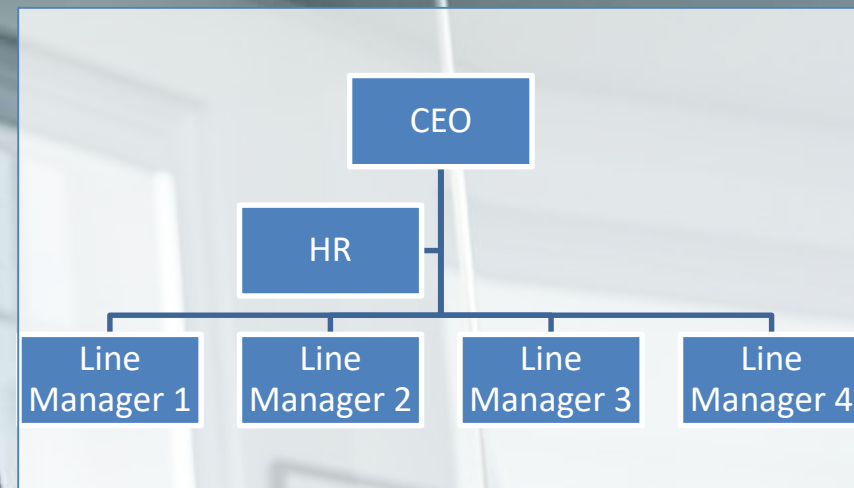 CEO
HR
Line
Manager 1
Line
Manager 2
Line
Manager 3
Line
Manager 4